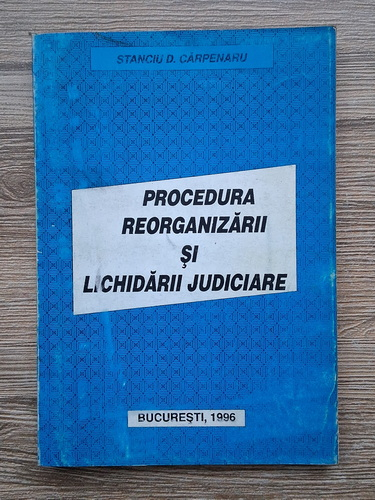 STANCIU D. CĂRPENARU
PROCEDURA
REORGANIZĂRII
ŞI
LICHIDĂRII JUDICIARE
BUCUREŞTI, 1996